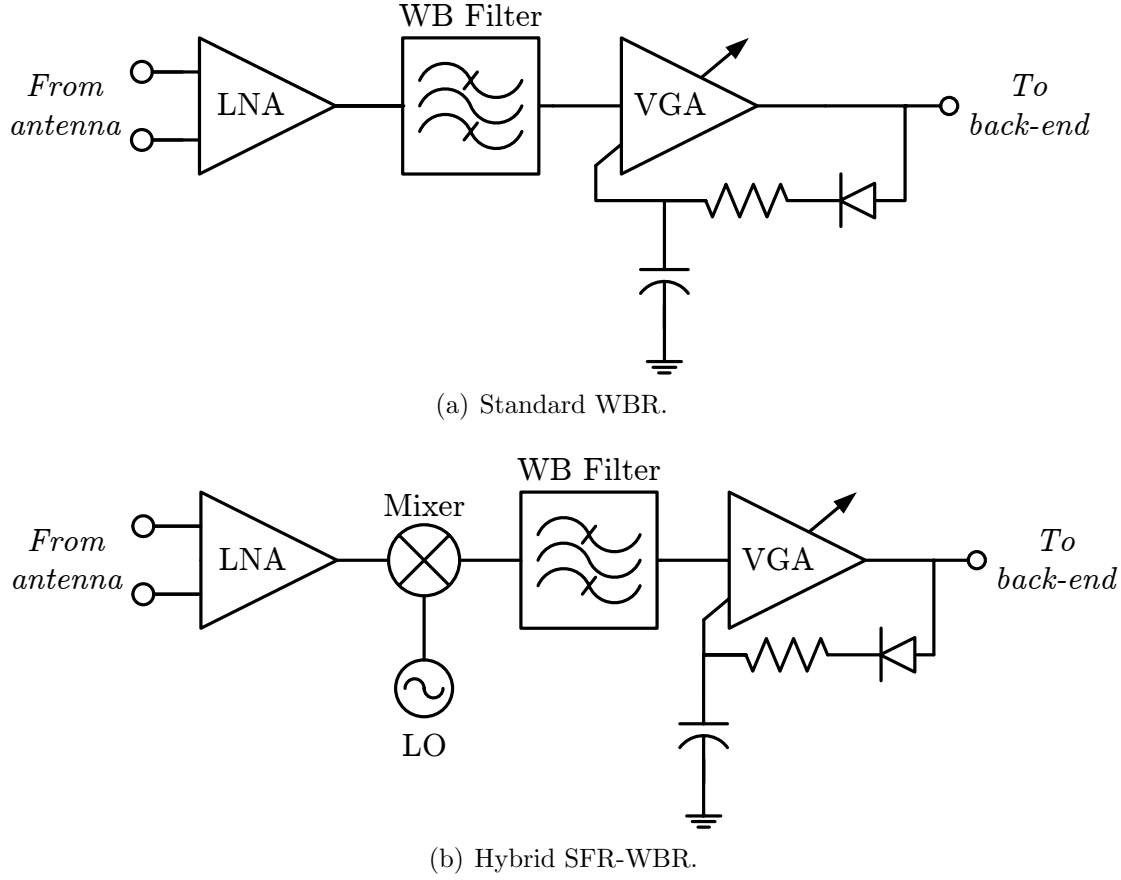 WB Filter
From
antenna
LNA
VGA
To
back-end
(a) Standard WBR.
WB Filter
Mixer
From
antenna
LNA
VGA
To
back-end
LO
(b) Hybrid SFR-WBR.